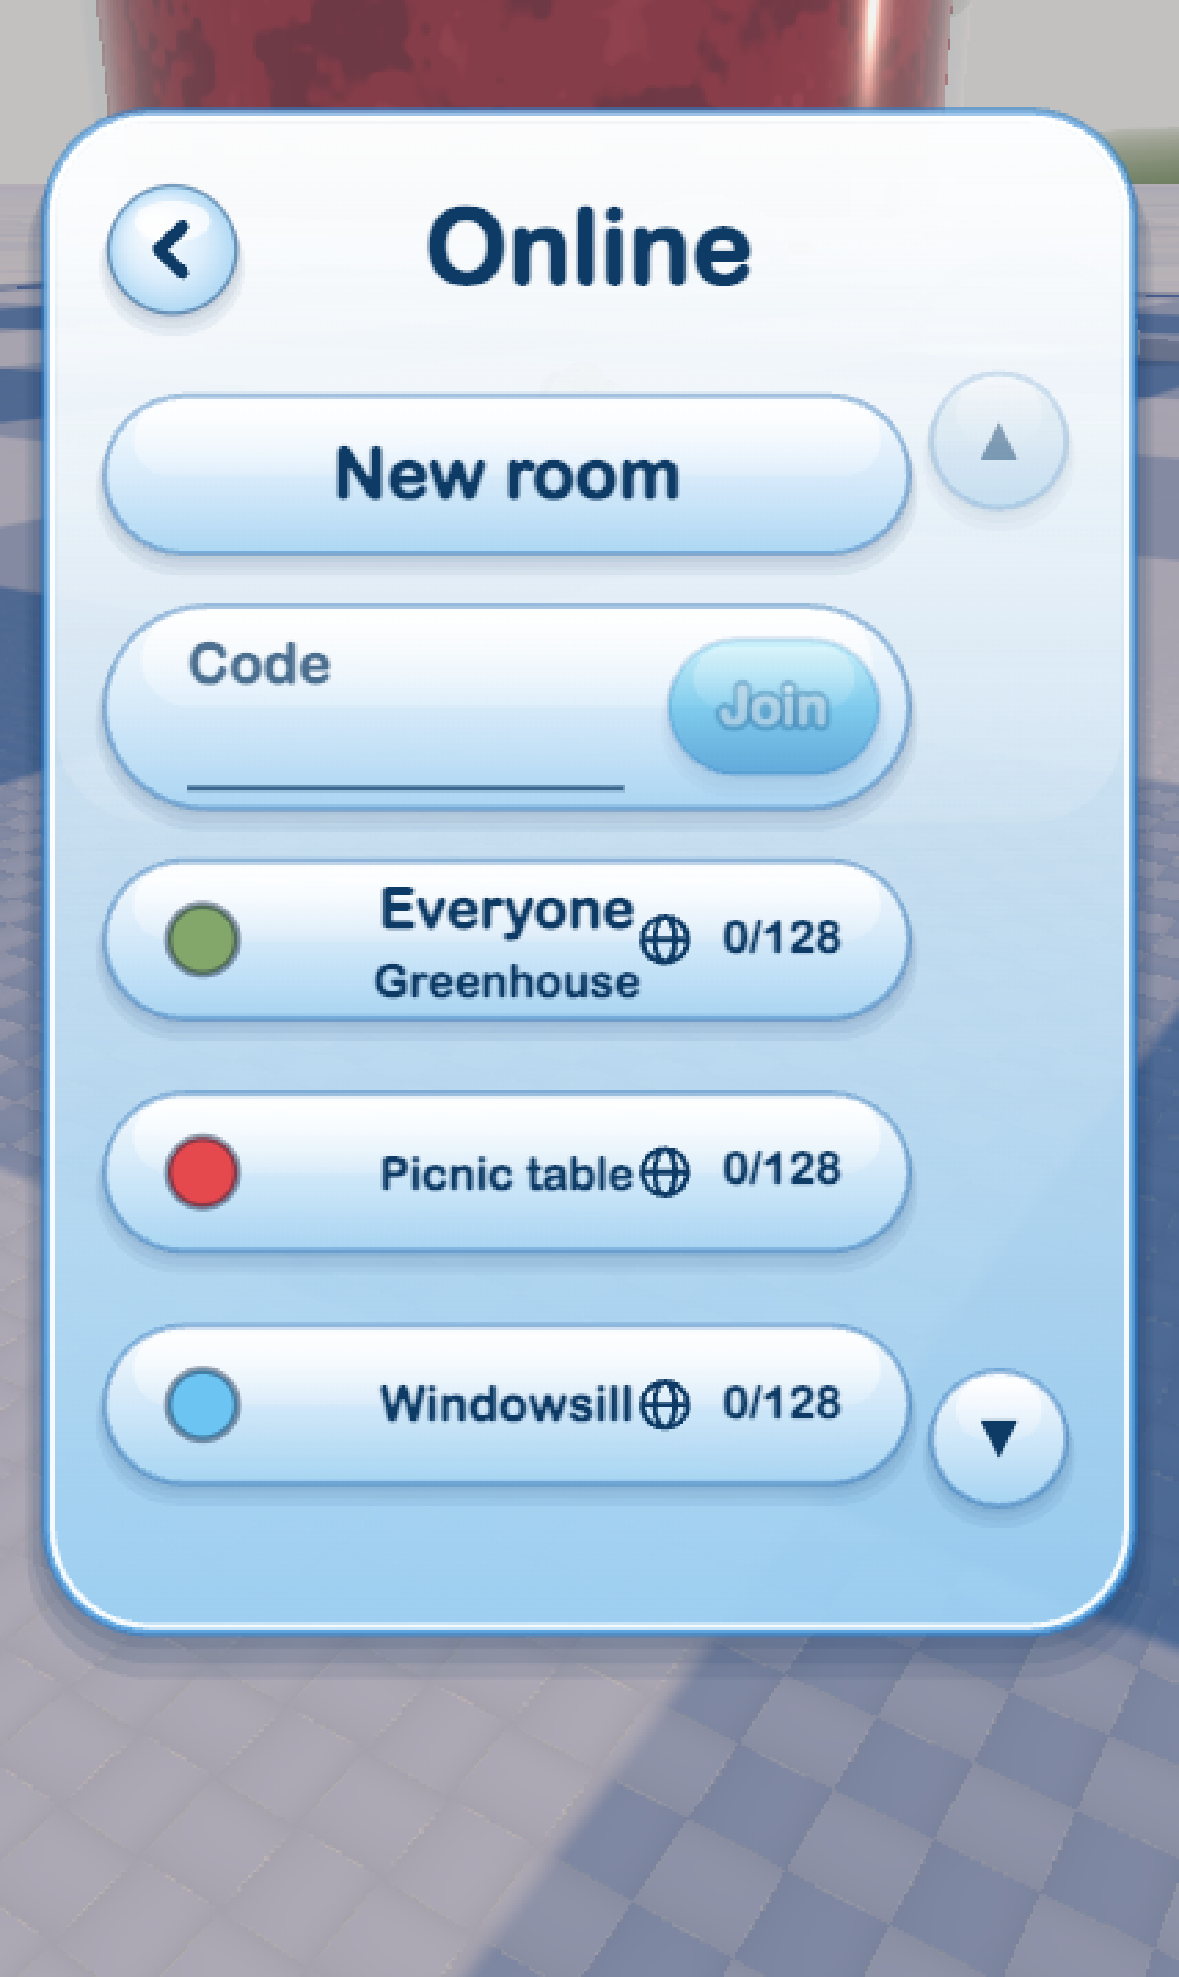 Online
New room
Code
Join
Everyone
Greenhouse
0/128
Picnic table
0/128
Windowsill
0/128